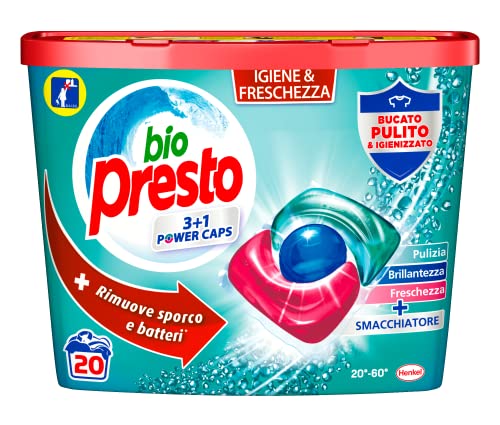 IGIENE &
FRESCHEZZA
bio
Presto
3+1
POWER CAPS
BUCATO
PULITO
& IGIENIZZATO
+ Rimuove sporco
e batteri*
Pulizia
Brillantezza
Freschezza
+
SMACCHIATORE
20
20°-60°
Henkel